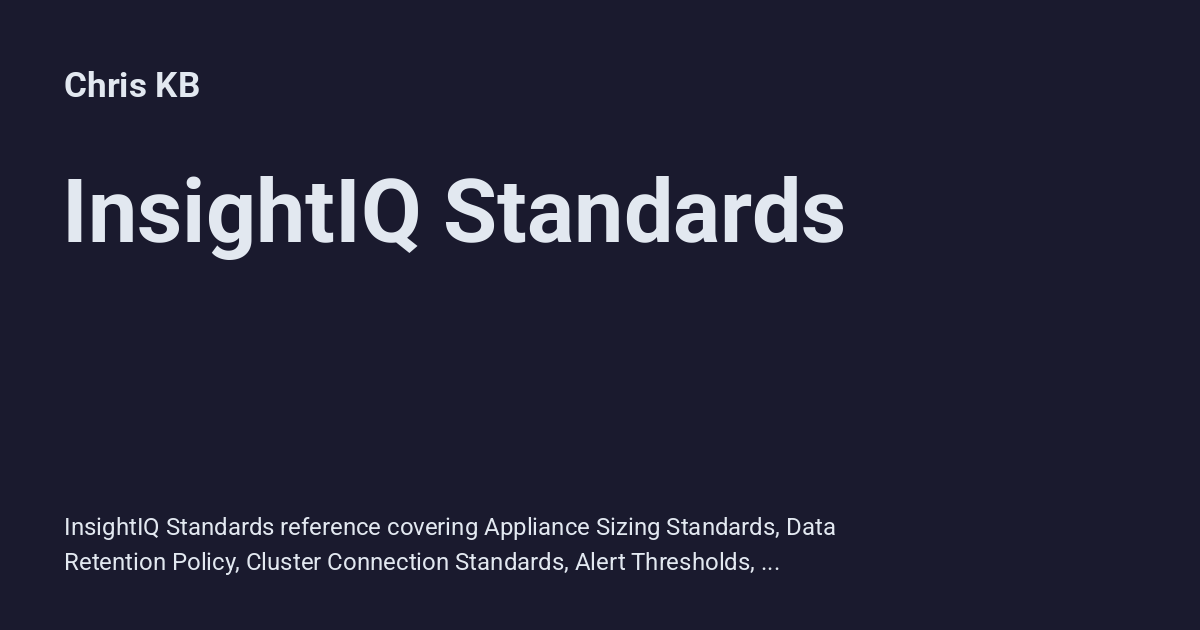 Chris KB
InsightIQ Standards
InsightIQ Standards reference covering Appliance Sizing Standards, Data
Retention Policy, Cluster Connection Standards, Alert Thresholds, ...